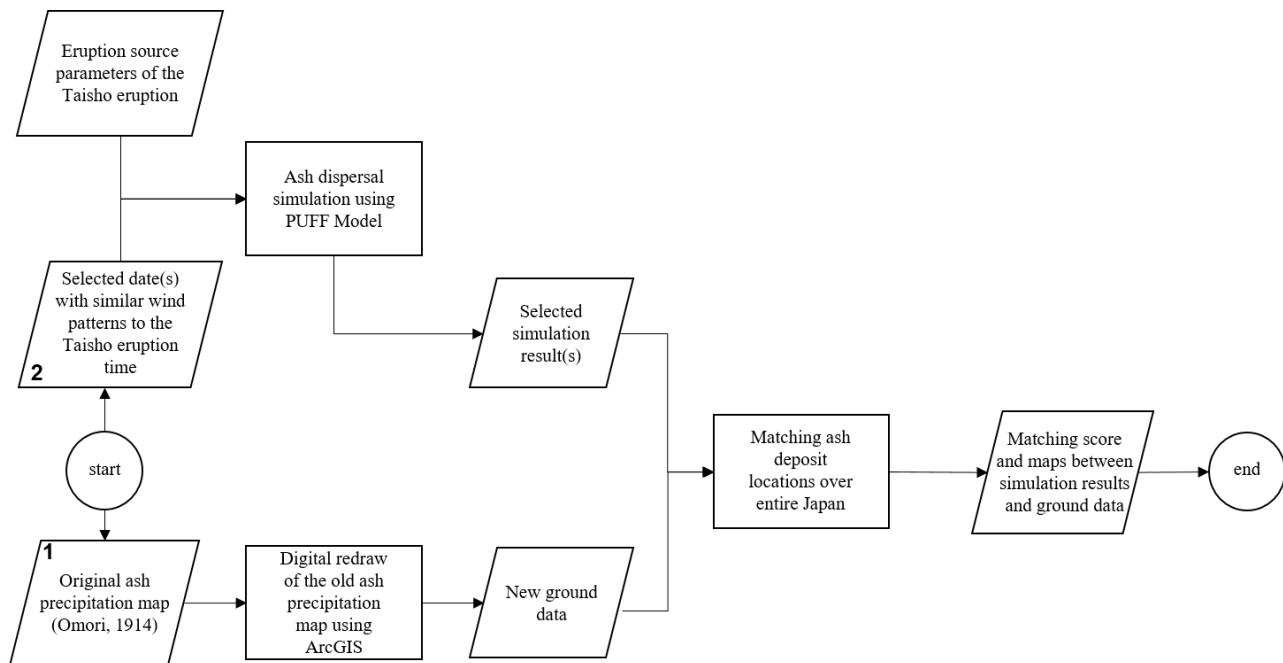 Eruption source
parameters of the
Taisho eruption
Ash dispersal
simulation using
PUFF Model
Selected date(s)
with similar wind
patterns to the
Taisho eruption
time
2
Selected
simulation
result(s)
start
Matching ash
deposit
locations over
entire Japan
Matching score
and maps between
simulation results
and ground data
end
1
Original ash
precipitation map
(Omori, 1914)
Digital redraw
of the old ash
precipitation
map using
ArcGIS
New ground
data